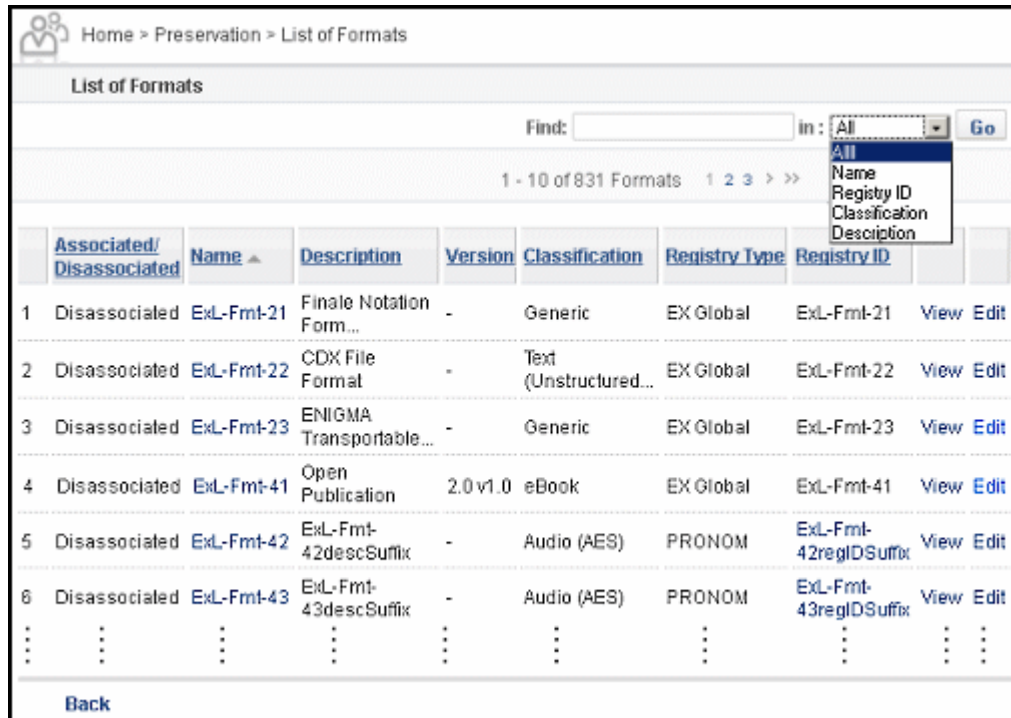 Home > Preservation > List of Formats
List of Formats
Find: in : All Go
All
Name
Registry ID
Classification
Description
1 - 10 of 831 Formats 1 2 3 > >>
Associated/ Disassociated Name Description Version Classification Registry Type Registry ID
1 Disassociated ExL-Fmt-21 Finale Notation Form... - Generic EX Global ExL-Fmt-21 View Edit
2 Disassociated ExL-Fmt-22 CDX File Format - Text (Unstructured... EX Global ExL-Fmt-22 View Edit
3 Disassociated ExL-Fmt-23 ENIGMA Transportable... - Generic EX Global ExL-Fmt-23 View Edit
4 Disassociated ExL-Fmt-41 Open Publication 2.0 v1.0 eBook EX Global ExL-Fmt-41 View Edit
5 Disassociated ExL-Fmt-42 ExL-Fmt-42descSuffix - Audio (AES) PRONOM ExL-Fmt-42regIDSuffix View Edit
6 Disassociated ExL-Fmt-43 ExL-Fmt-43descSuffix - Audio (AES) PRONOM ExL-Fmt-43regIDSuffix View Edit
Back